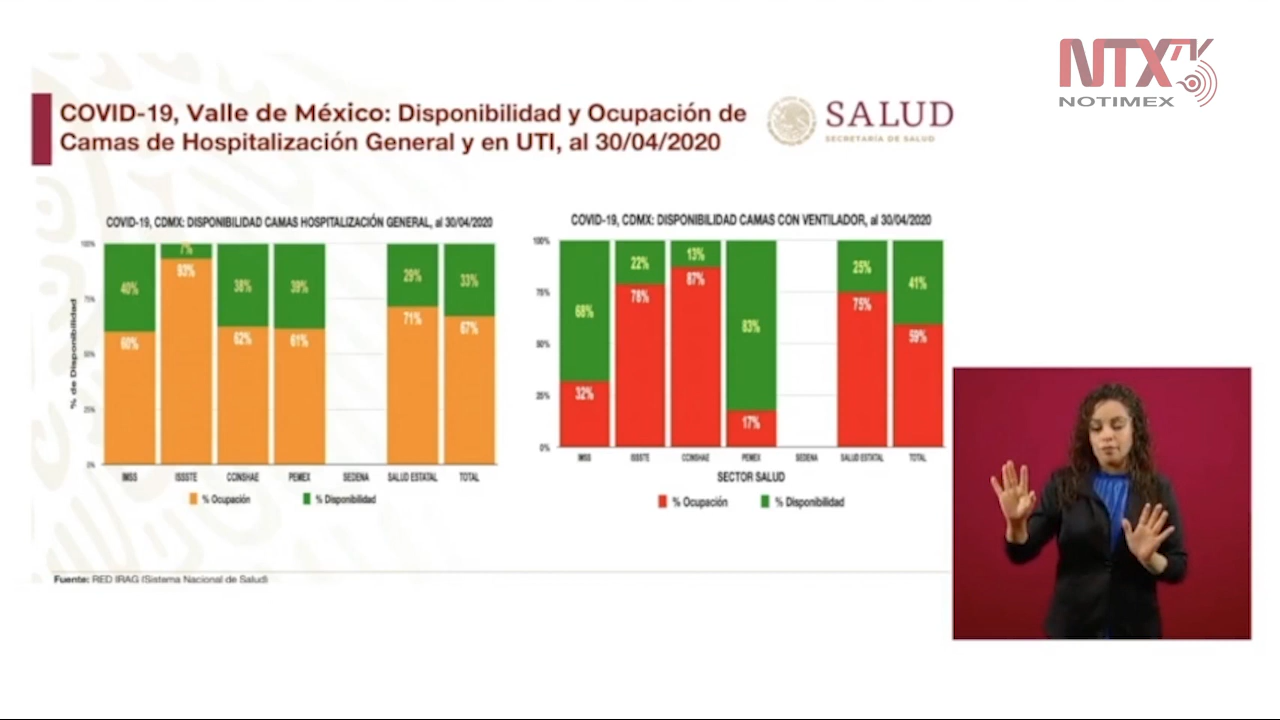 NTX TV
NOTIMEX
COVID-19, Valle de México: Disponibilidad y Ocupación de
Camas de Hospitalización General y en UTI, al 30/04/2020
SALUD
SECRETARÍA DE SALUD
COVID-19, CDMX: DISPONIBILIDAD CAMAS HOSPITALIZACIÓN GENERAL, al 30/04/2020
% de Disponibilidad
100%
75%
50%
25%
0%
40%
7%
38%
39%
29%
33%
60%
93%
62%
61%
71%
67%
IMSS
ISSSTE
CCINSHAE
PEMEX
SEDENA
SALUD ESTATAL
TOTAL
% Ocupación
% Disponibilidad
COVID-19, CDMX: DISPONIBILIDAD CAMAS CON VENTILADOR, al 30/04/2020
100%
75%
50%
25%
0%
68%
22%
13%
83%
25%
41%
32%
78%
87%
17%
75%
59%
IMSS
ISSSTE
CCINSHAE
PEMEX
SEDENA
SALUD ESTATAL
TOTAL
SECTOR SALUD
% Ocupación
% Disponibilidad
Fuente: RED IRAG (Sistema Nacional de Salud)